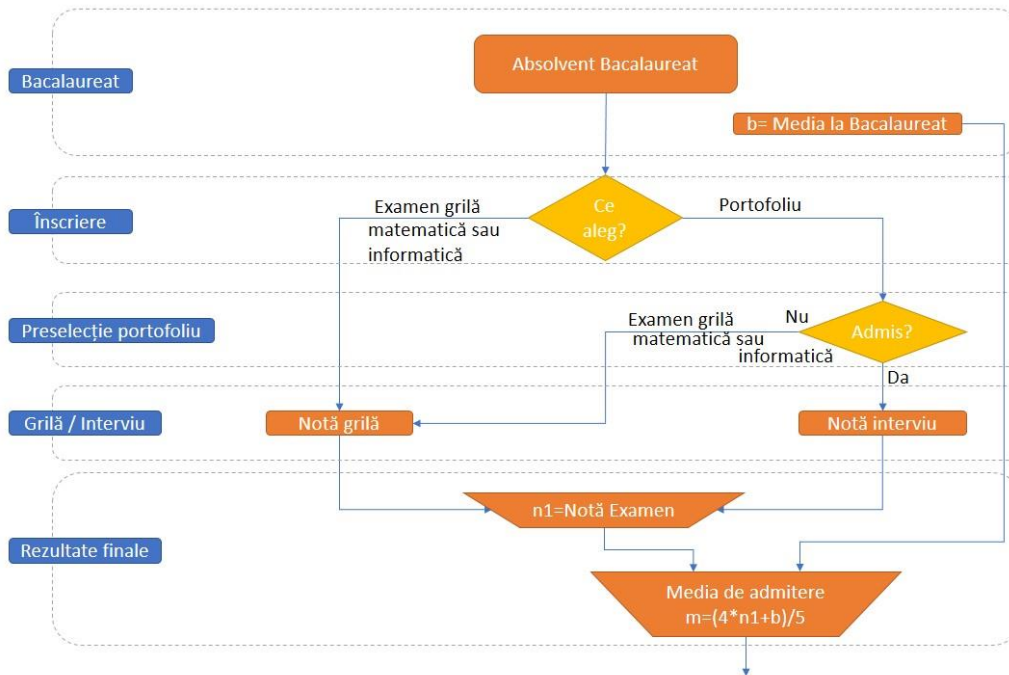 Absolvent Bacalaureat
Bacalaureat
b= Media la Bacalaureat
Înscriere
Examen grilă
matematică sau
informatică
Ce
aleg?
Portofoliu
Preselecție portofoliu
Examen grilă
matematică sau
informatică
Nu
Admis?
Da
Grilă / Interviu
Notă grilă
Notă interviu
n1=Notă Examen
Rezultate finale
Media de admitere
m=(4*n1+b)/5